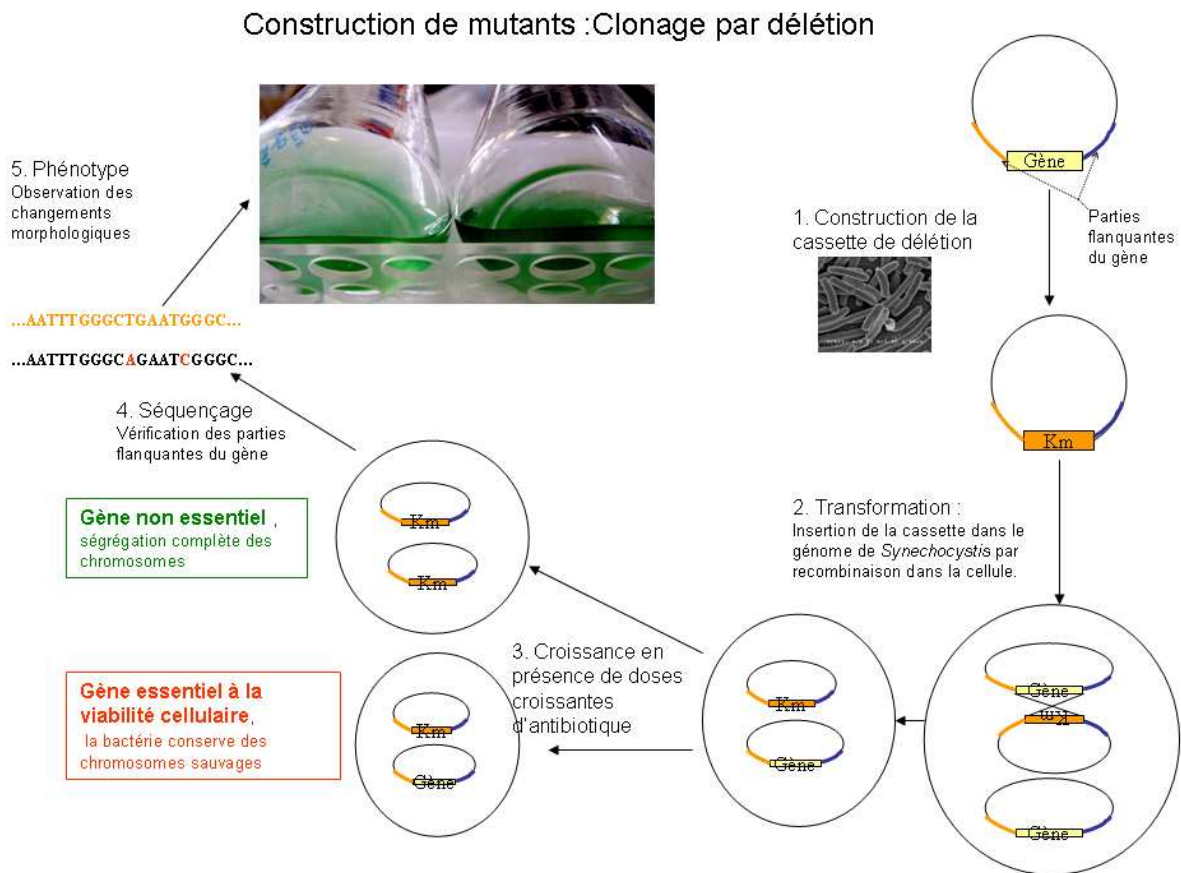 Construction de mutants :Clonage par délétion
Gène
Parties
flanquantes
du gène
1. Construction de la
cassette de délétion
Km
2. Transformation :
Insertion de la cassette dans le
génome de Synechocystis par
recombinaison dans la cellule.
Gène
Km
Gène
Km
Gène
3. Croissance en
présence de doses
croissantes
d'antibiotique
Km
Km
Gène non essentiel ,
ségrégation complète des
chromosomes
Km
Gène
Gène essentiel à la
viabilité cellulaire,
la bactérie conserve des
chromosomes sauvages
4. Séquençage
Vérification des parties
flanquantes du gène
...AATTTGGGCTGAATGGGC...
...AATTTGGGCAGAATCGGGC...
5. Phénotype
Observation des
changements
morphologiques